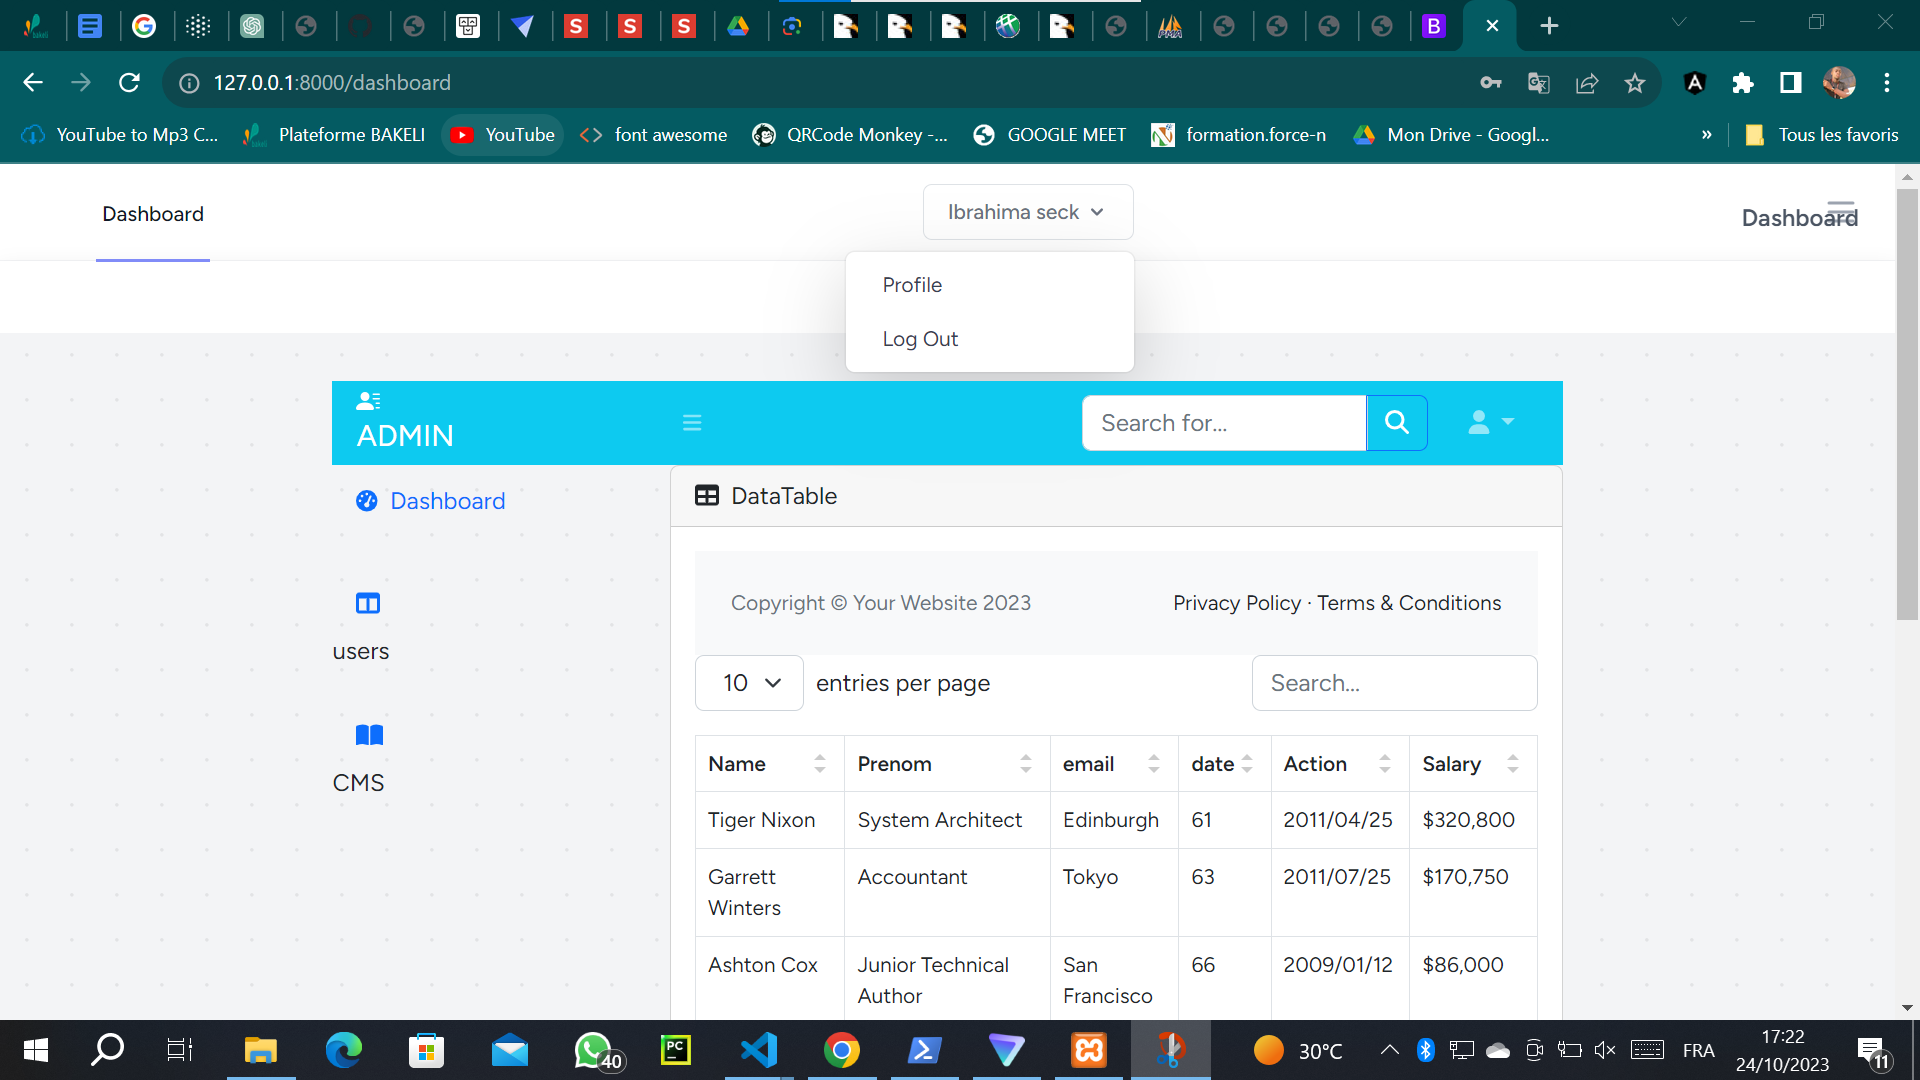 127.0.0.1:8000/dashboard
YouTube to Mp3 C...
Plateforme BAKELI
YouTube
font awesome
QRCode Monkey -...
GOOGLE MEET
formation.force-n
Mon Drive - Googl...
»
Tous les favoris
Dashboard
Ibrahima seck
Dashboard
Profile
Log Out
ADMIN
Search for...
Dashboard
users
CMS
DataTable
Copyright © Your Website 2023
Privacy Policy · Terms & Conditions
10 entries per page
Search...
Name Prenom email date Action Salary
Tiger Nixon System Architect Edinburgh 61 2011/04/25 $320,800
Garrett Winters Accountant Tokyo 63 2011/07/25 $170,750
Ashton Cox Junior Technical Author San Francisco 66 2009/01/12 $86,000
40
PC
30°C
FRA
17:22
24/10/2023
11